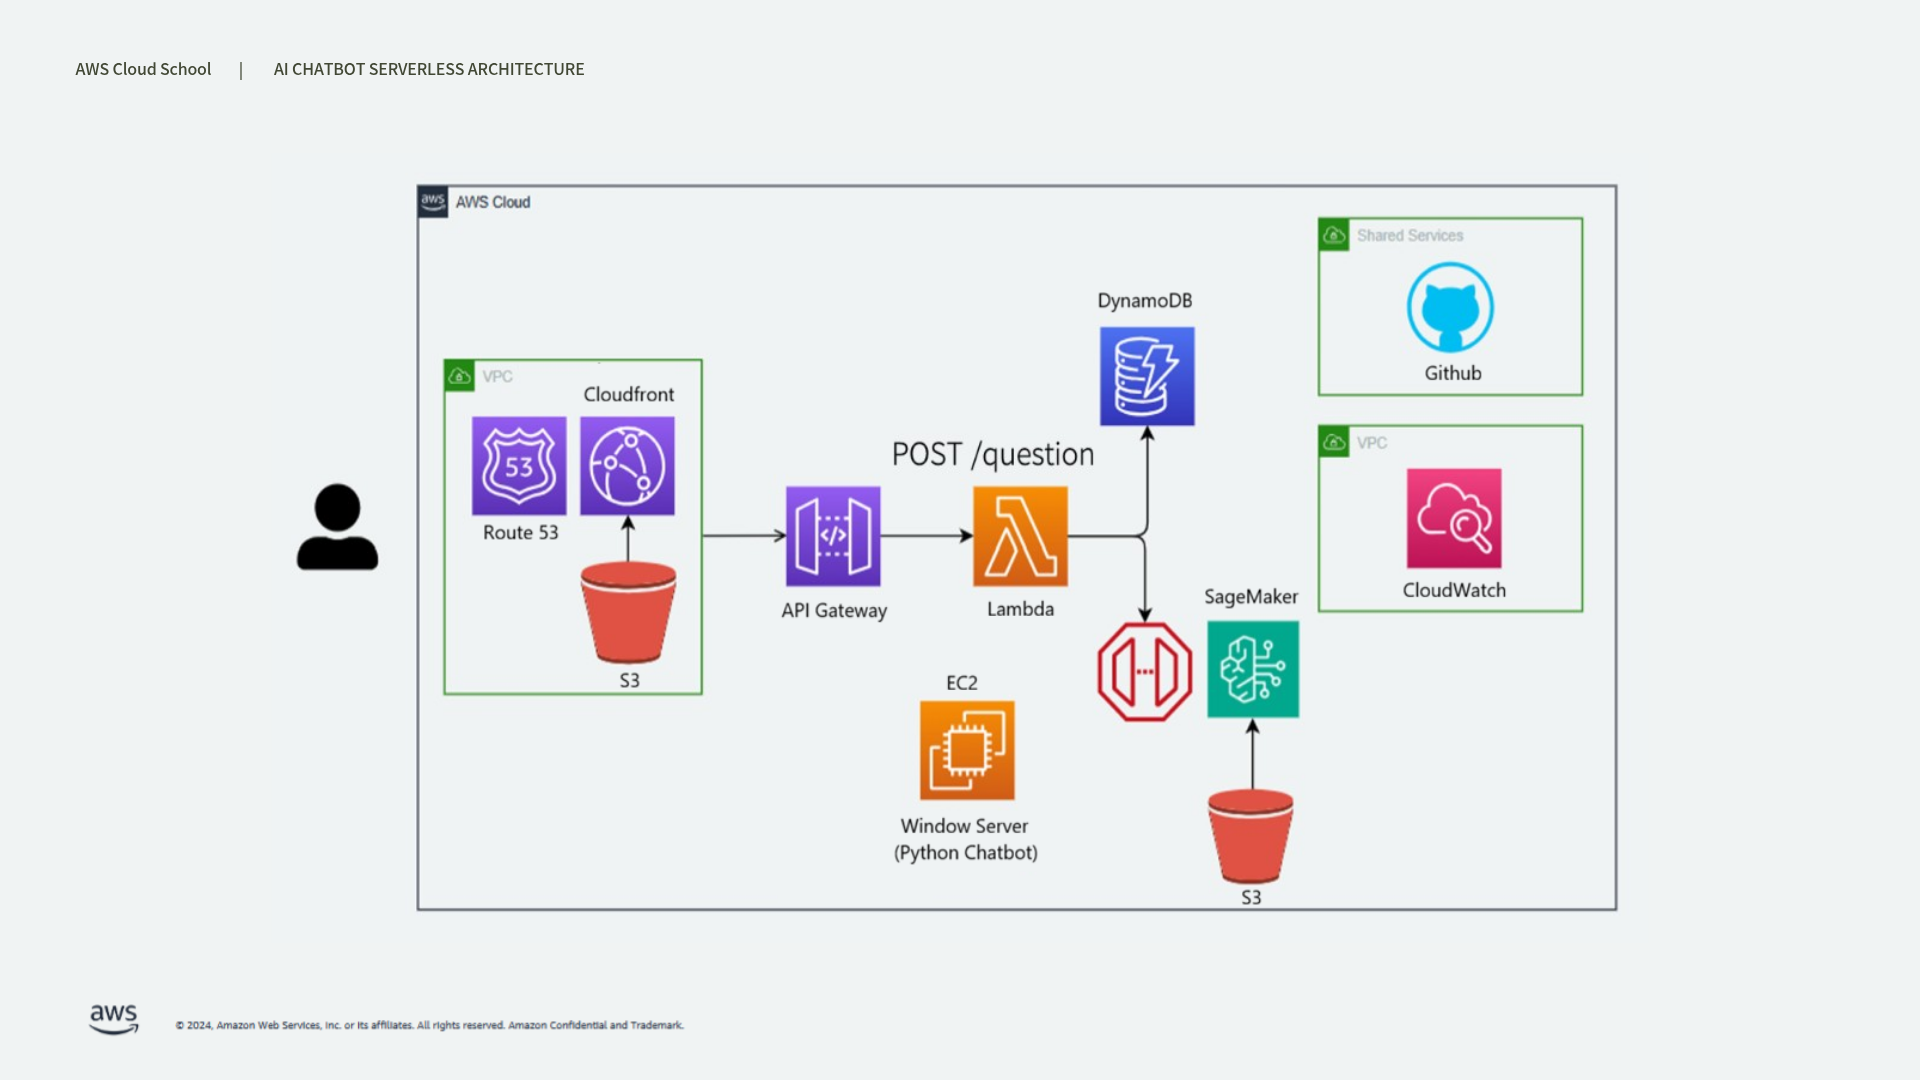 AWS Cloud School | AI CHATBOT SERVERLESS ARCHITECTURE
aws
AWS Cloud
Shared Services
Github
DynamoDB
VPC
Cloudfront
53
Route 53
S3
POST /question
</>
API Gateway
Lambda
VPC
CloudWatch
SageMaker
EC2
Window Server
(Python Chatbot)
S3
aws
© 2024, Amazon Web Services, Inc. or its affiliates. All rights reserved. Amazon Confidential and Trademark.